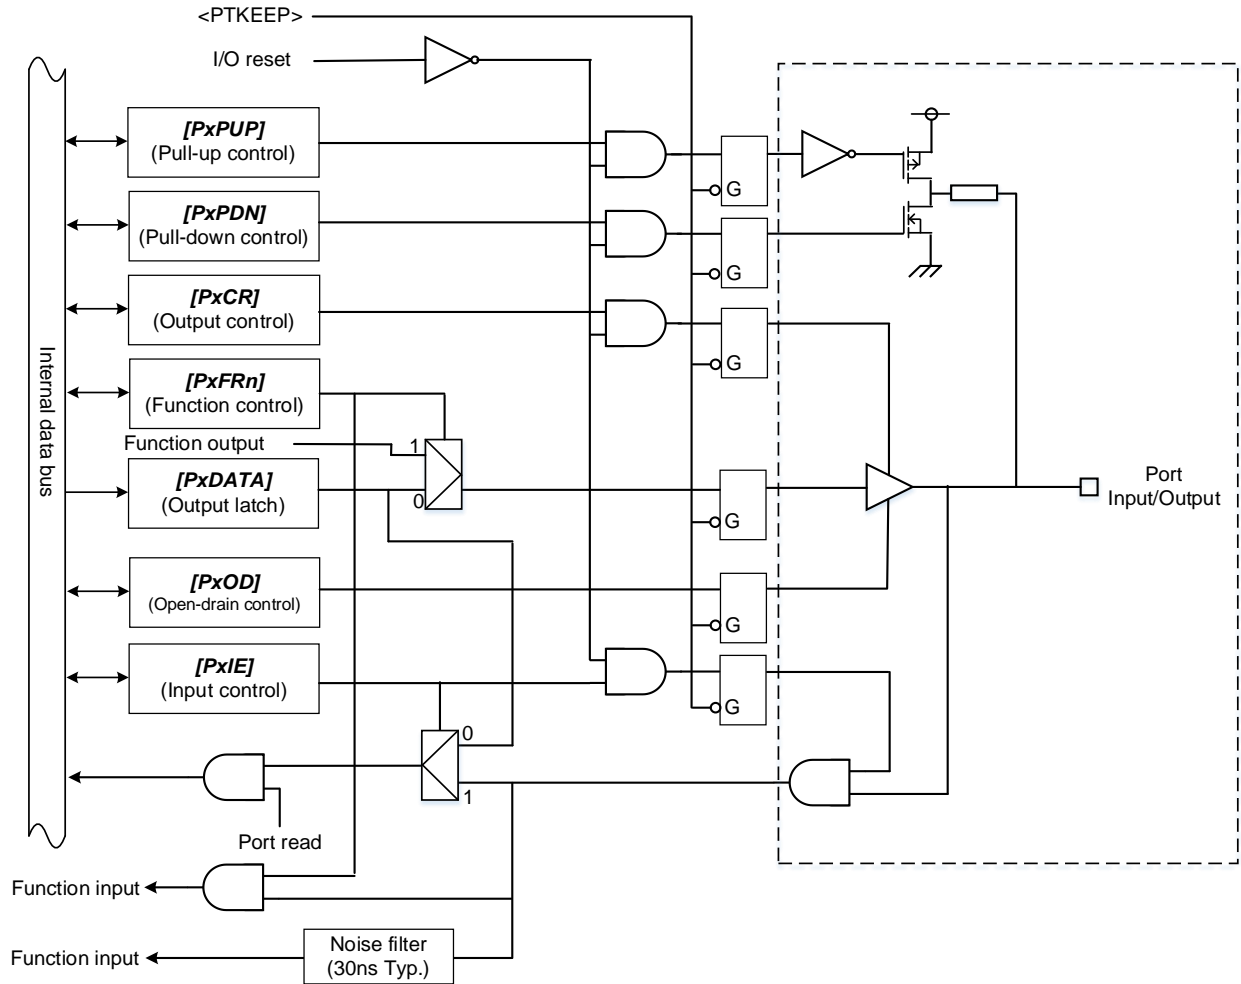 <PTKEEP>
I/O reset
[PxPUP]
(Pull-up control)
G
[PxPDN]
(Pull-down control)
G
[PxCR]
(Output control)
G
Internal data bus
[PxFRn]
(Function control)
Function output
1
[PxDATA]
(Output latch)
0
G
Port
Input/Output
[PxOD]
(Open-drain control)
G
[PxIE]
(Input control)
G
0
1
Port read
Function input
Noise filter
(30ns Typ.)
Function input